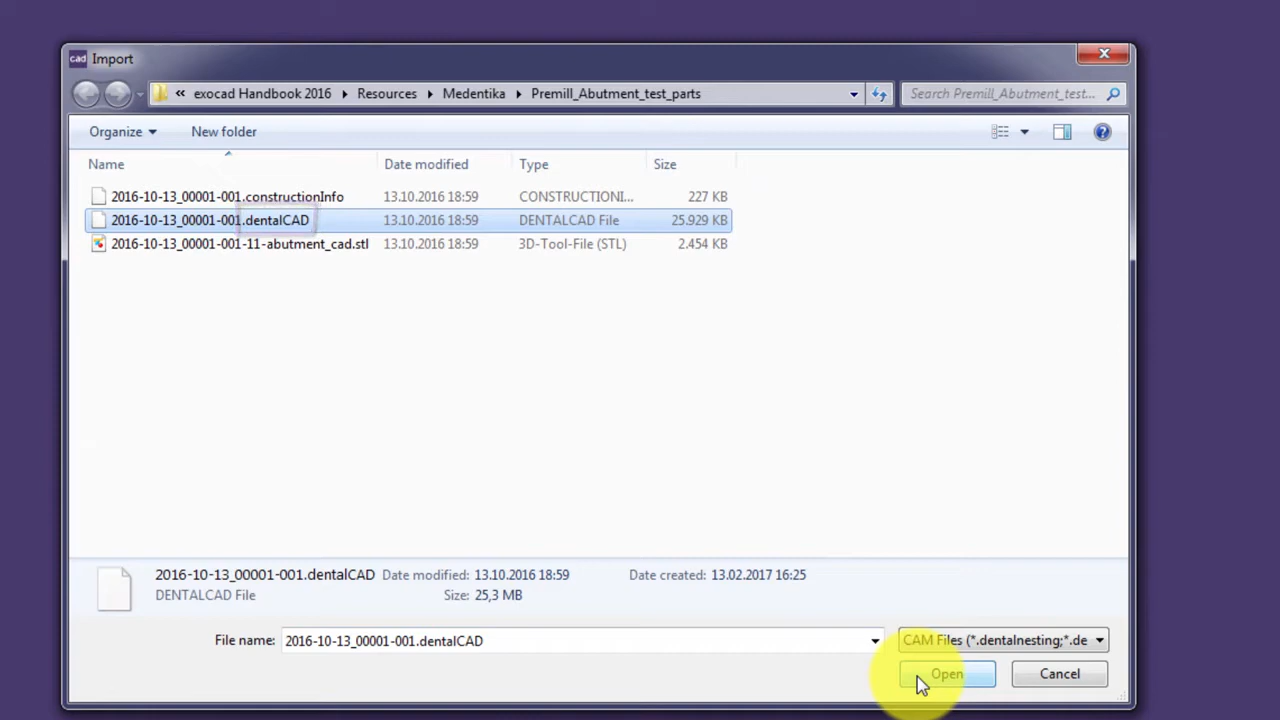 cad Import
« exocad Handbook 2016 Resources Medentika Premill_Abutment_test_parts Search Premill_Abutment_test...
Organize New folder
Name Date modified Type Size
2016-10-13_00001-001.constructionInfo 13.10.2016 18:59 CONSTRUCTIONI... 227 KB
2016-10-13_00001-001.dentalCAD 13.10.2016 18:59 DENTALCAD File 25.929 KB
2016-10-13_00001-001-11-abutment_cad.stl 13.10.2016 18:59 3D-Tool-File (STL) 2.454 KB
2016-10-13_00001-001.dentalCAD Date modified: 13.10.2016 18:59 Date created: 13.02.2017 16:25
DENTALCAD File Size: 25,3 MB
File name: 2016-10-13_00001-001.dentalCAD CAM Files (*.dentalnesting;*.de
Open Cancel